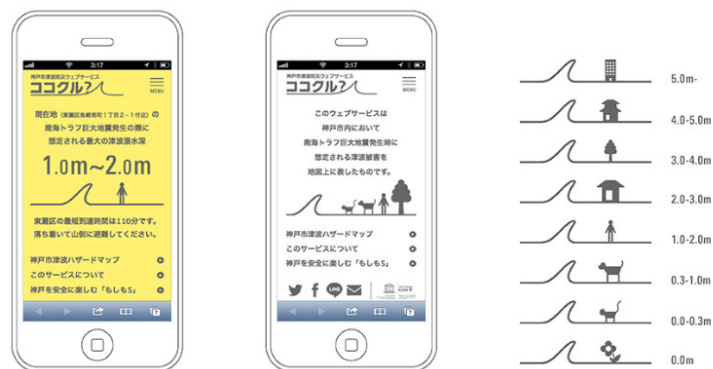 3:17
神戸市津波防災ウェブサービス
ココクル?
MENU
現在地(東灘区魚崎南町1丁目2-1付近)の
南海トラフ巨大地震発生の際に
想定される最大の津波浸水深
1.0m~2.0m
東灘区の最短到達時間は110分です。
落ち着いて山側に避難してください。
神戸市津波ハザードマップ
このサービスについて
神戸を安全に楽しむ「もしも5」
3:17
神戸市津波防災ウェブサービス
ココクル?
MENU
このウェブサービスは
神戸市内において
南海トラフ巨大地震発生時に
想定される津波被害を
地図上に表したものです。
神戸市津波ハザードマップ
このサービスについて
神戸を安全に楽しむ「もしも5」
LINE
5.0m-
4.0-5.0m
3.0-4.0m
2.0-3.0m
1.0-2.0m
0.3-1.0m
0.0-0.3m
0.0m